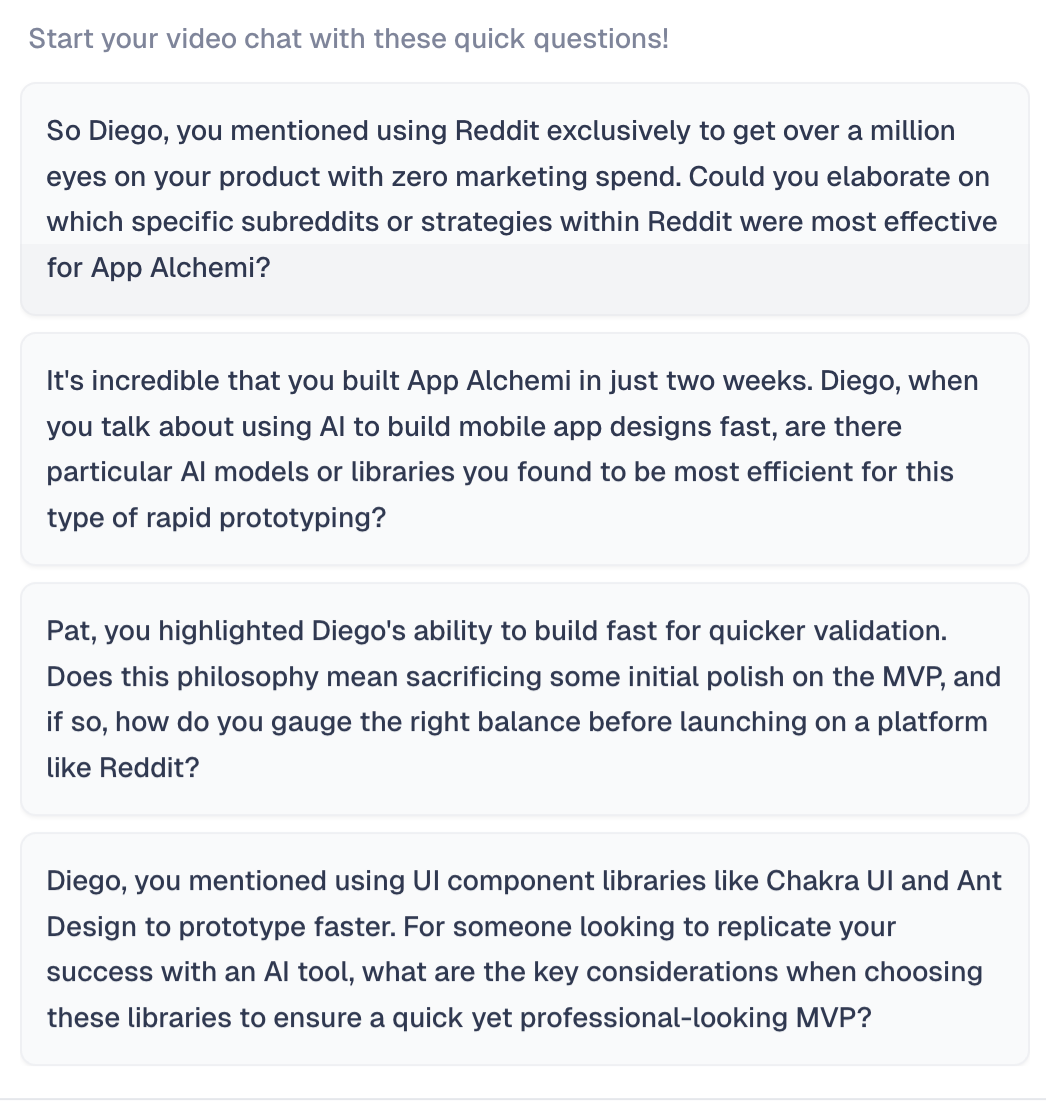 Start your video chat with these quick questions!
So Diego, you mentioned using Reddit exclusively to get over a million
eyes on your product with zero marketing spend. Could you elaborate on
which specific subreddits or strategies within Reddit were most effective
for App Alchemi?
It's incredible that you built App Alchemi in just two weeks. Diego, when
you talk about using AI to build mobile app designs fast, are there
particular AI models or libraries you found to be most efficient for this
type of rapid prototyping?
Pat, you highlighted Diego's ability to build fast for quicker validation.
Does this philosophy mean sacrificing some initial polish on the MVP, and
if so, how do you gauge the right balance before launching on a platform
like Reddit?
Diego, you mentioned using UI component libraries like Chakra UI and Ant
Design to prototype faster. For someone looking to replicate your
success with an AI tool, what are the key considerations when choosing
these libraries to ensure a quick yet professional-looking MVP?